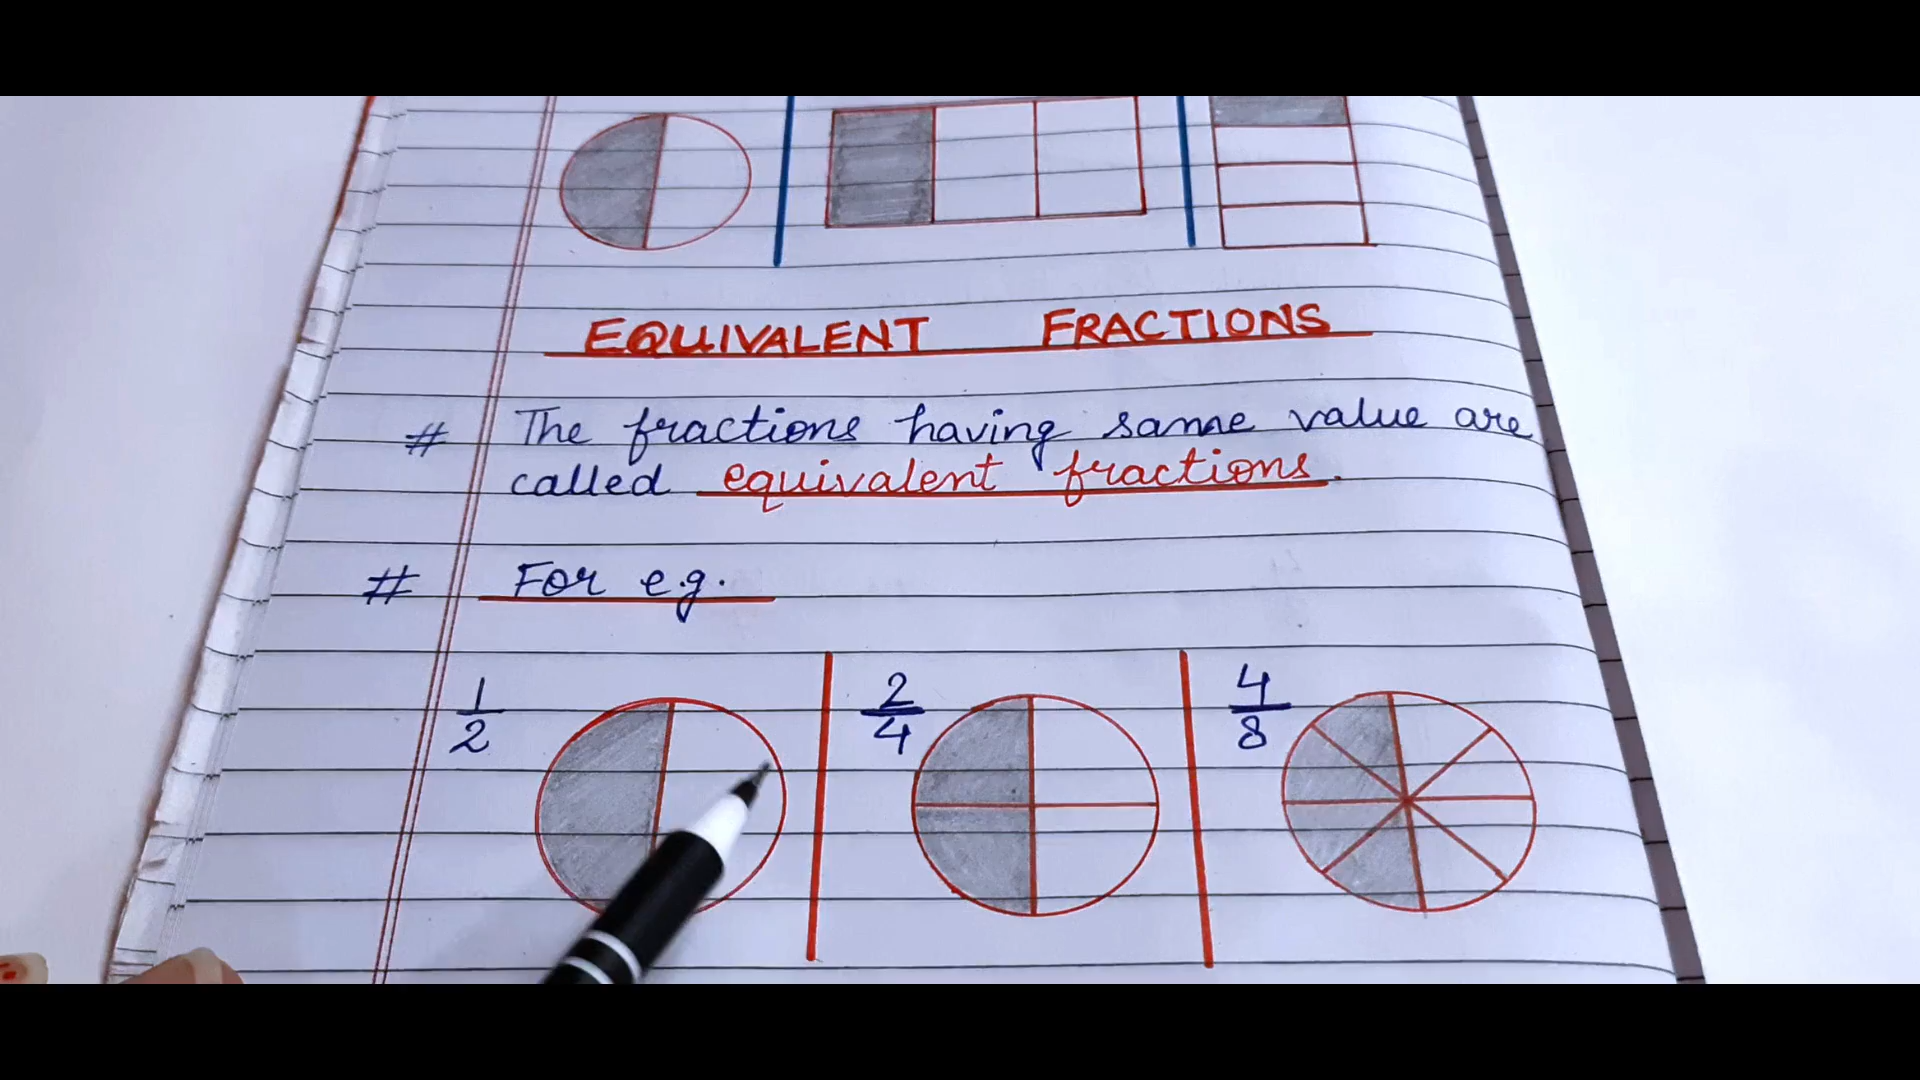 EQUIVALENT FRACTIONS
# The fractions having same value are
called equivalent fractions.
# For e.g.
1/2 2/4 4/8